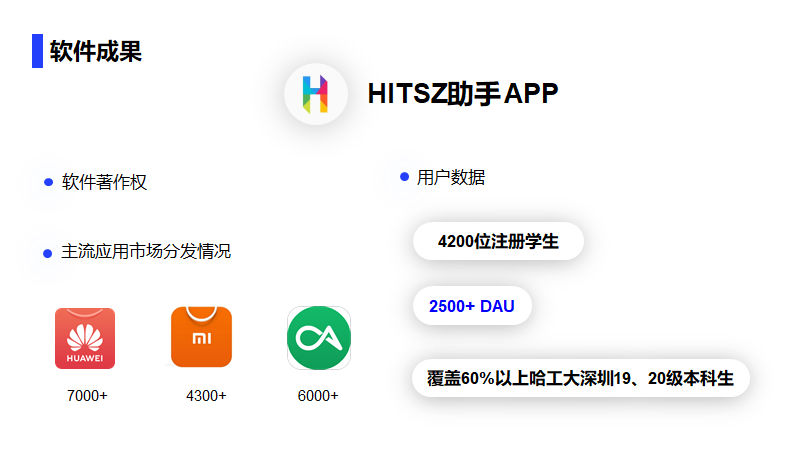 软件成果
HITSZ助手APP
软件著作权
主流应用市场分发情况
HUAWEI
7000+
4300+
6000+
用户数据
4200位注册学生
2500+ DAU
覆盖60%以上哈工大深圳19、20级本科生